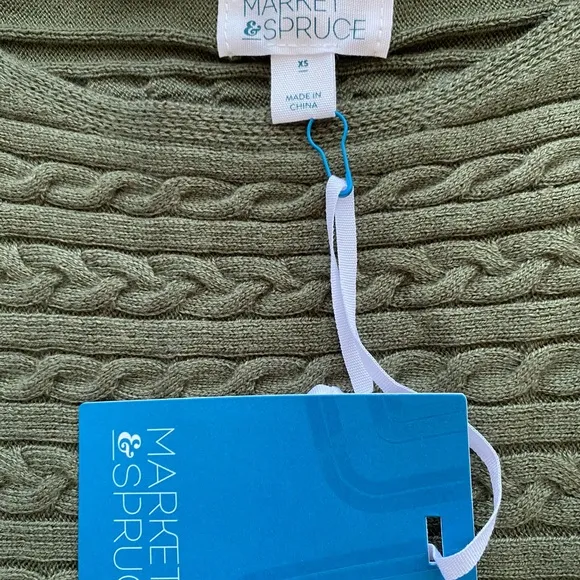 MARKET
&SPRUCE
XS
MADE IN
CHINA
MARKET
&SPRUCE